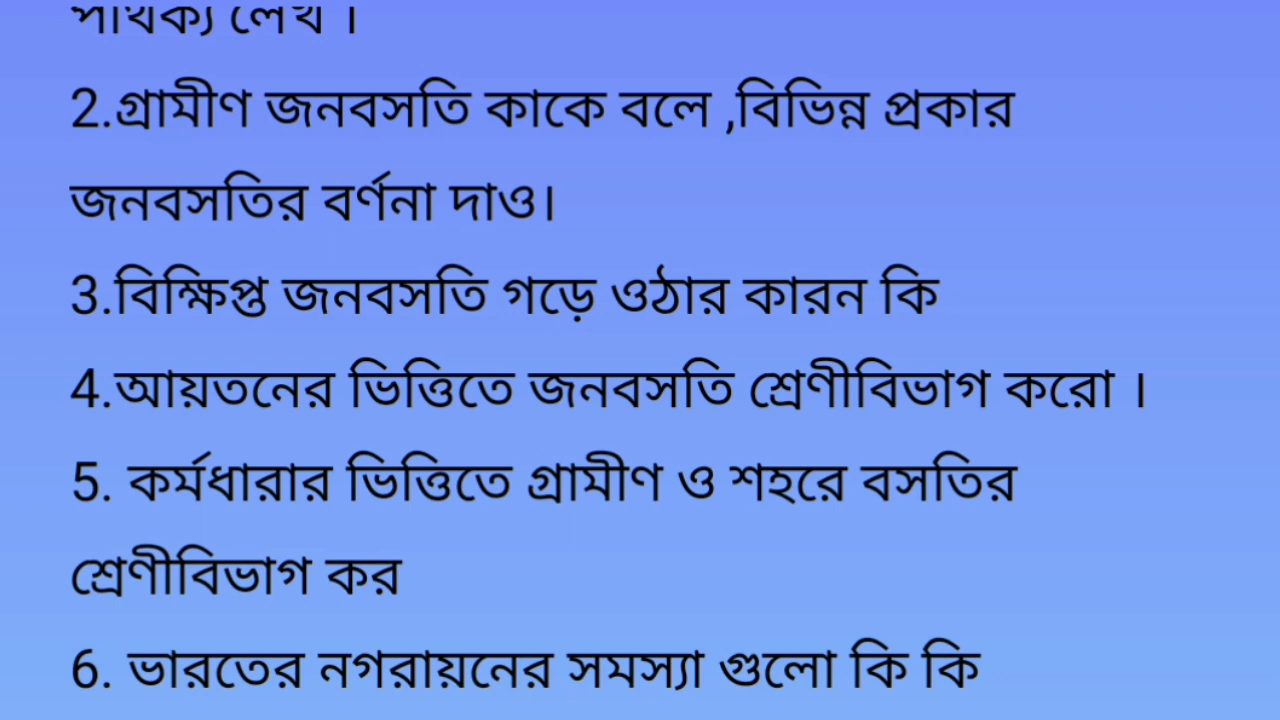 পার্থক্য লেখ ।
2.গ্রামীণ জনবসতি কাকে বলে ,বিভিন্ন প্রকার
জনবসতির বর্ণনা দাও।
3.বিক্ষিপ্ত জনবসতি গড়ে ওঠার কারন কি
4.আয়তনের ভিত্তিতে জনবসতি শ্রেণীবিভাগ করো ।
5. কর্মধারার ভিত্তিতে গ্রামীণ ও শহরে বসতির
শ্রেণীবিভাগ কর
6. ভারতের নগরায়নের সমস্যা গুলো কি কি